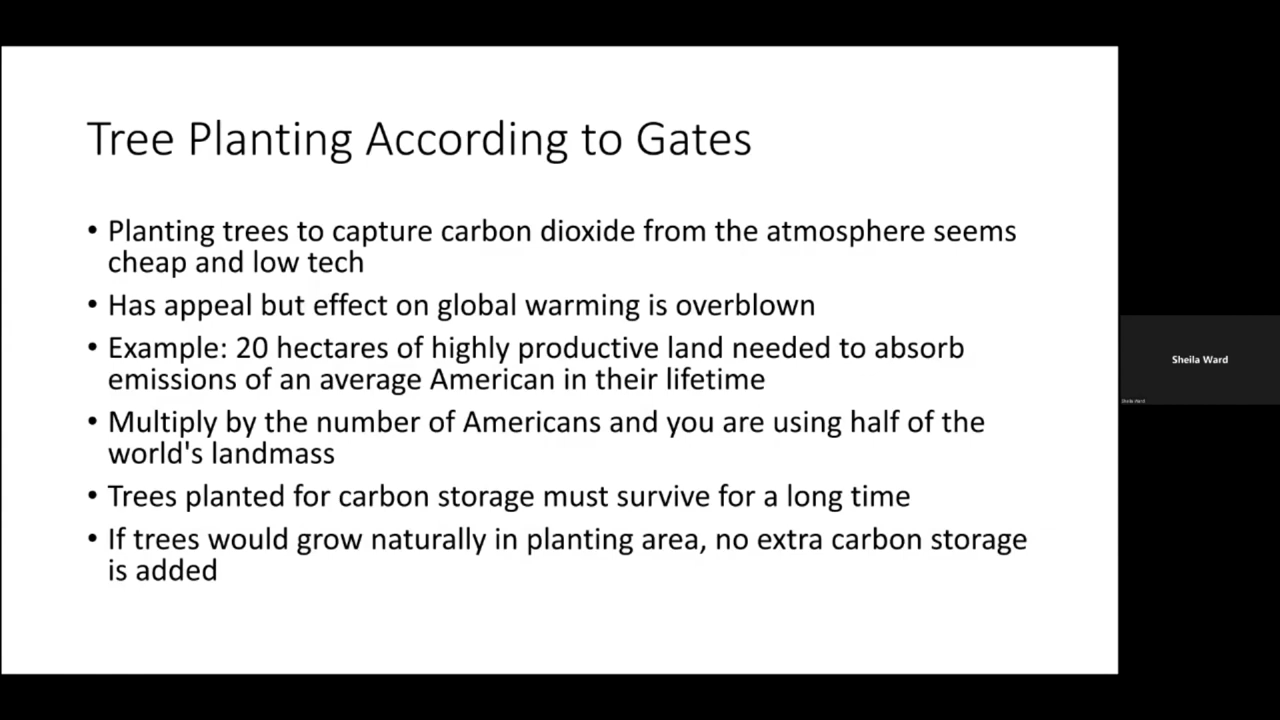 Tree Planting According to Gates
• Planting trees to capture carbon dioxide from the atmosphere seems
cheap and low tech
• Has appeal but effect on global warming is overblown
• Example: 20 hectares of highly productive land needed to absorb
emissions of an average American in their lifetime
• Multiply by the number of Americans and you are using half of the
world's landmass
• Trees planted for carbon storage must survive for a long time
• If trees would grow naturally in planting area, no extra carbon storage
is added
Sheila Ward
Sheila Ward